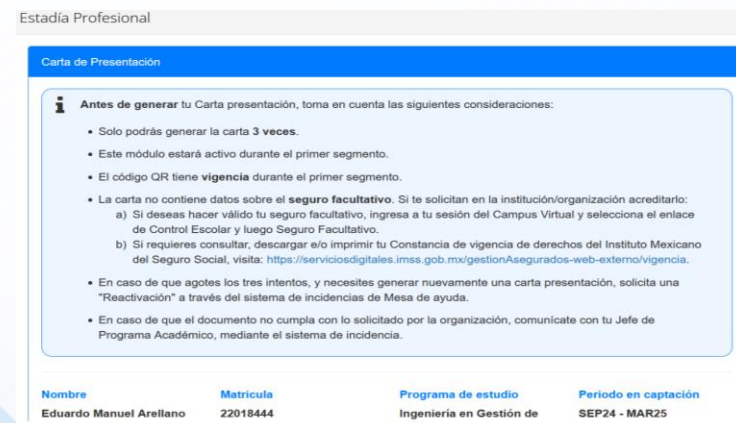 Estadía Profesional
Carta de Presentación
Antes de generar tu Carta presentación, toma en cuenta las siguientes consideraciones:
• Solo podrás generar la carta 3 veces.
• Este módulo estará activo durante el primer segmento.
• El código QR tiene vigencia durante el primer segmento.
• La carta no contiene datos sobre el seguro facultativo. Si te solicitan en la institución/organización acreditarlo:
a) Si deseas hacer válido tu seguro facultativo, ingresa a tu sesión del Campus Virtual y selecciona el enlace
de Control Escolar y luego Seguro Facultativo.
b) Si requieres consultar, descargar e/o imprimir tu Constancia de vigencia de derechos del Instituto Mexicano
del Seguro Social, visita: https://serviciosdigitales.imss.gob.mx/gestionAsegurados-web-externo/vigencia.
• En caso de que agotes los tres intentos, y necesites generar nuevamente una carta presentación, solicita una
"Reactivación" a través del sistema de incidencias de Mesa de ayuda.
• En caso de que el documento no cumpla con lo solicitado por la organización, comunícate con tu Jefe de
Programa Académico, mediante el sistema de incidencia.
Nombre Matricula Programa de estudio Periodo en captación
Eduardo Manuel Arellano 22018444 Ingeniería en Gestión de SEP24 - MAR25